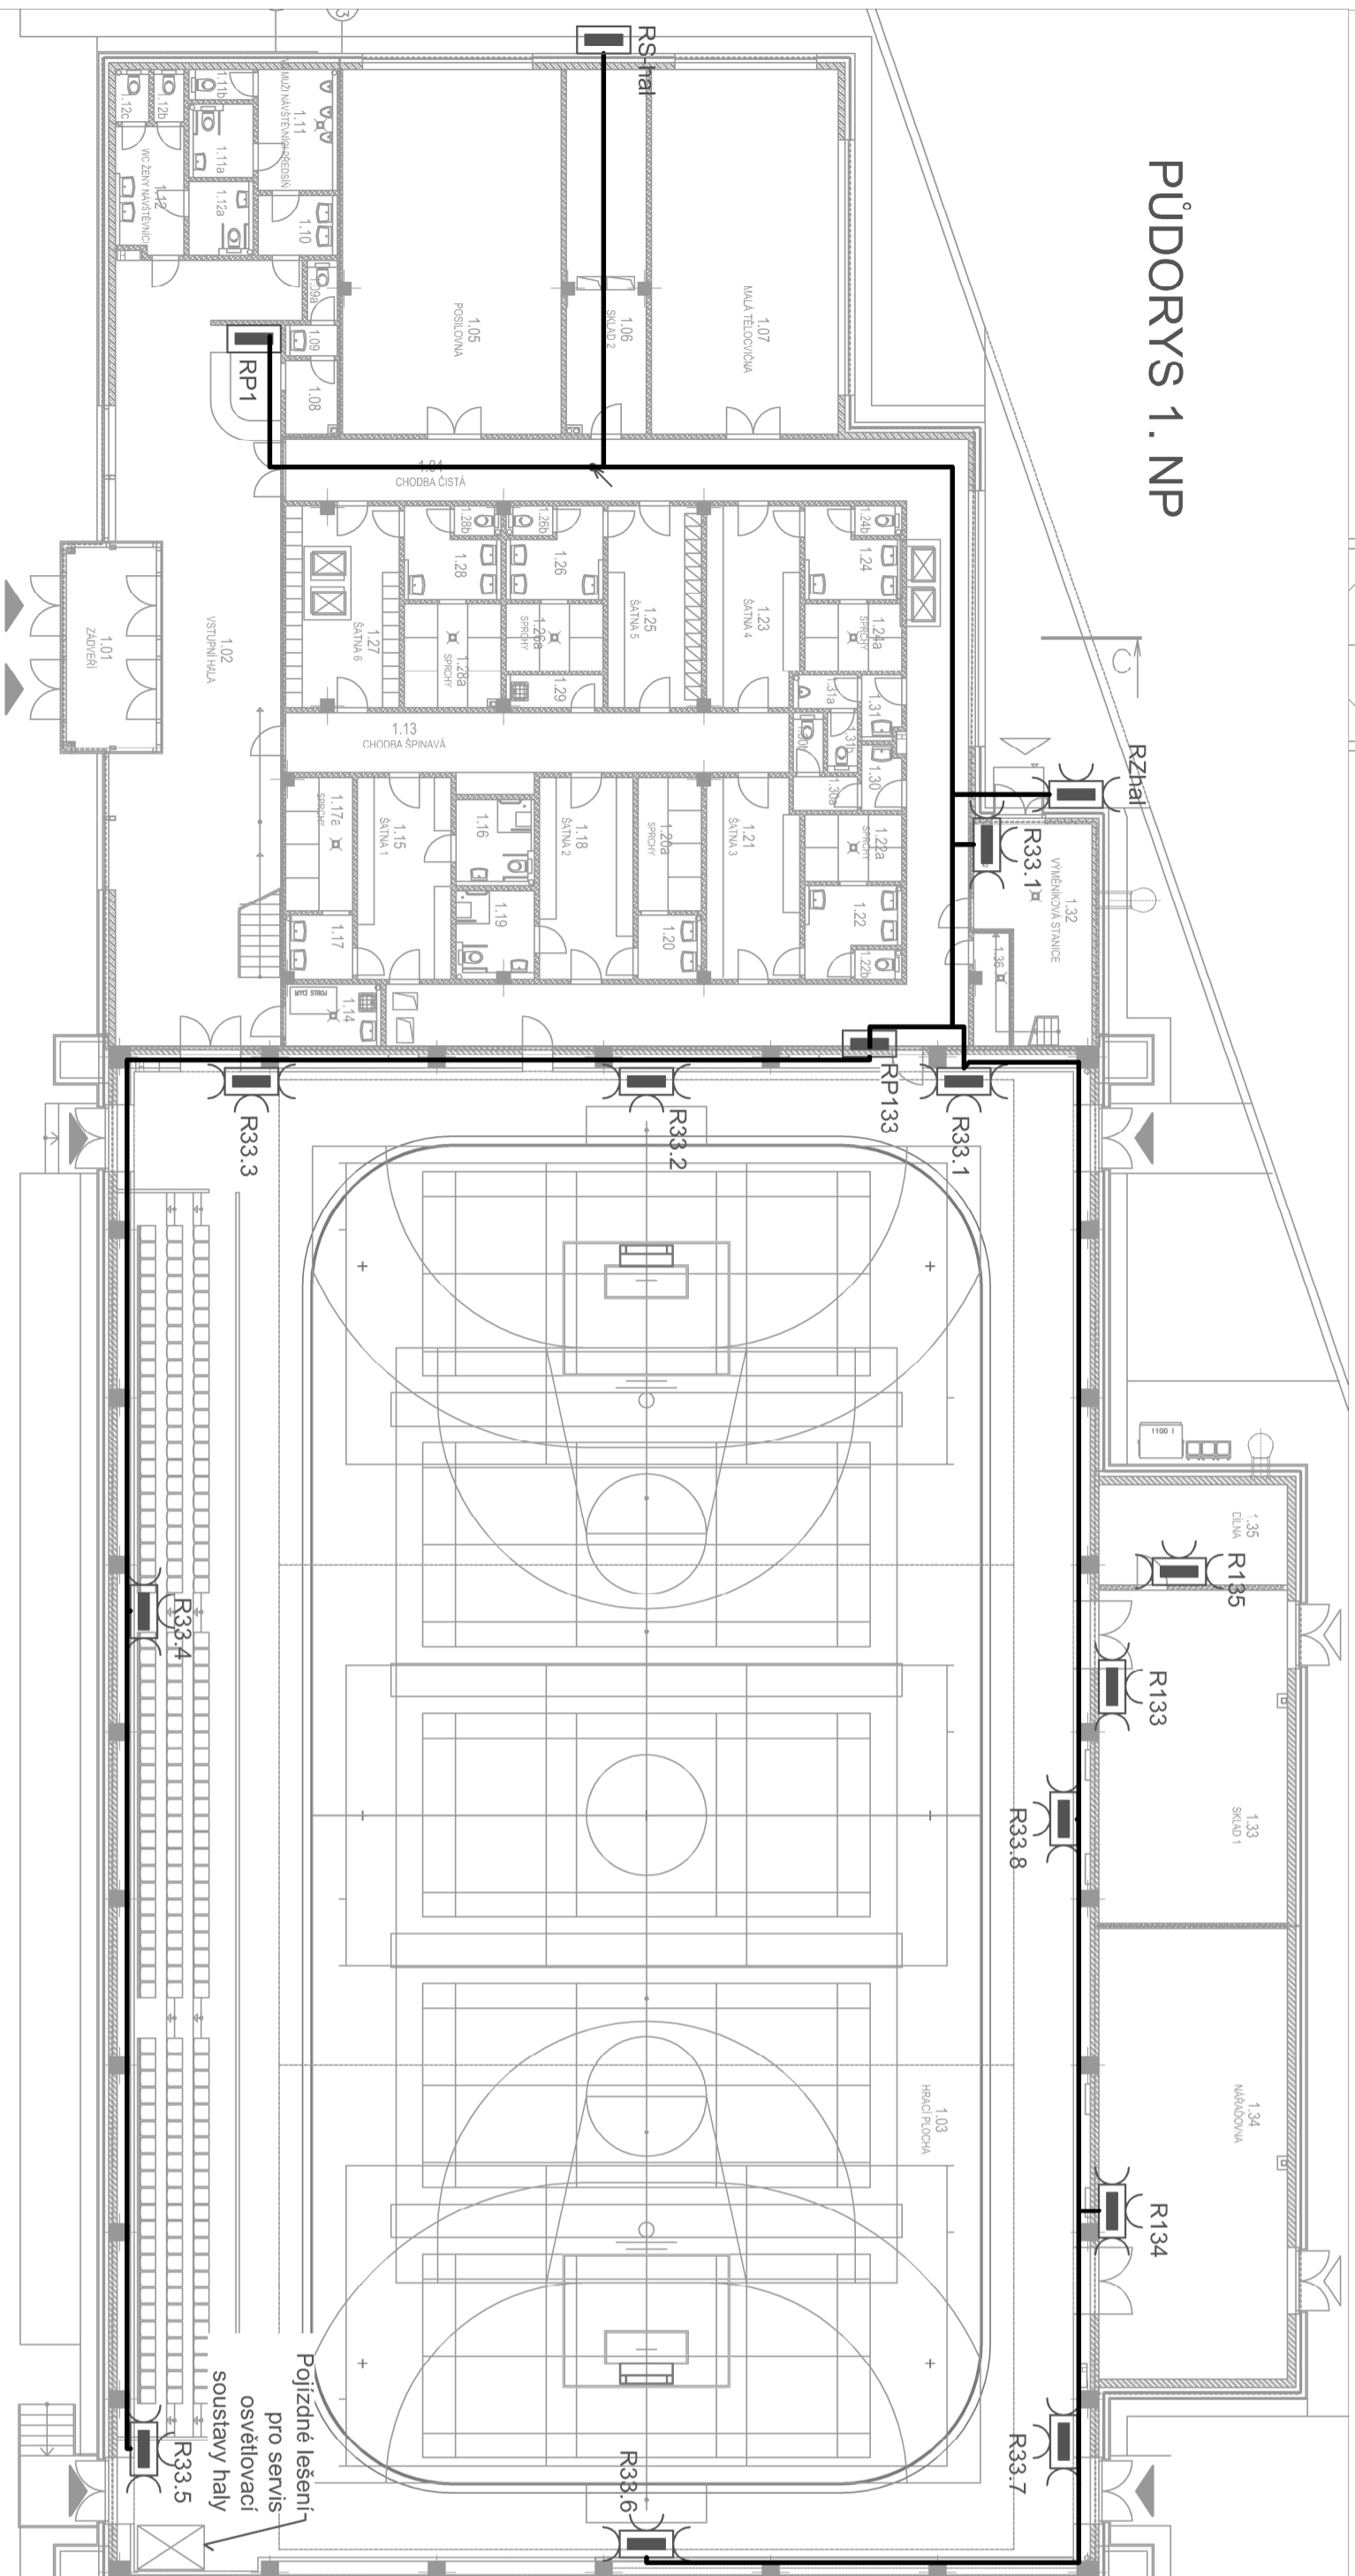 PŮDORYS 1. NP
RS-hal
1.07
MALÁ TĚLOCVIČNA
1.06
SKLAD 2
1.05
POSILOVNA
1.11b
1.11
1.12b
1.12c
1.11a
1.12
WC ŽENY NÁVŠTĚVNÍCI
1.12a
1.10
1.09a
1.09
1.08
RP1
CHODBA ČISTÁ
1.01
ZÁDVEŘÍ
1.02
VSTUPNÍ HALA
1.28b
1.28
1.26b
1.26
1.24b
1.24
1.27
ŠATNA 6
1.28a
SPRCHY
1.26a
SPRCHY
1.29
1.25
ŠATNA 5
1.23
ŠATNA 4
1.24a
SPRCHY
1.31a
1.31
1.31b
1.30
1.30a
1.13
CHODBA ŠPINAVÁ
1.17a
SPRCHY
1.15
ŠATNA 1
1.16
1.18
ŠATNA 2
1.20a
SPRCHY
1.21
ŠATNA 3
1.22a
SPRCHY
1.17
1.19
1.20
1.22
1.22b
1.14
C
RZhal
R33.1
1.32
VÝMĚNÍKOVÁ STANICE
1.36
RP133
R33.1
R33.2
R33.3
1100 l
1.35
DÍLNA
R135
R133
R33.4
1.33
SKLAD 1
R33.8
1.03
HRACÍ PLOCHA
1.34
NÁŘAĎOVNA
R134
R33.7
R33.6
R33.5
Pojízdné lešení
pro servis
osvětlovací
soustavy haly